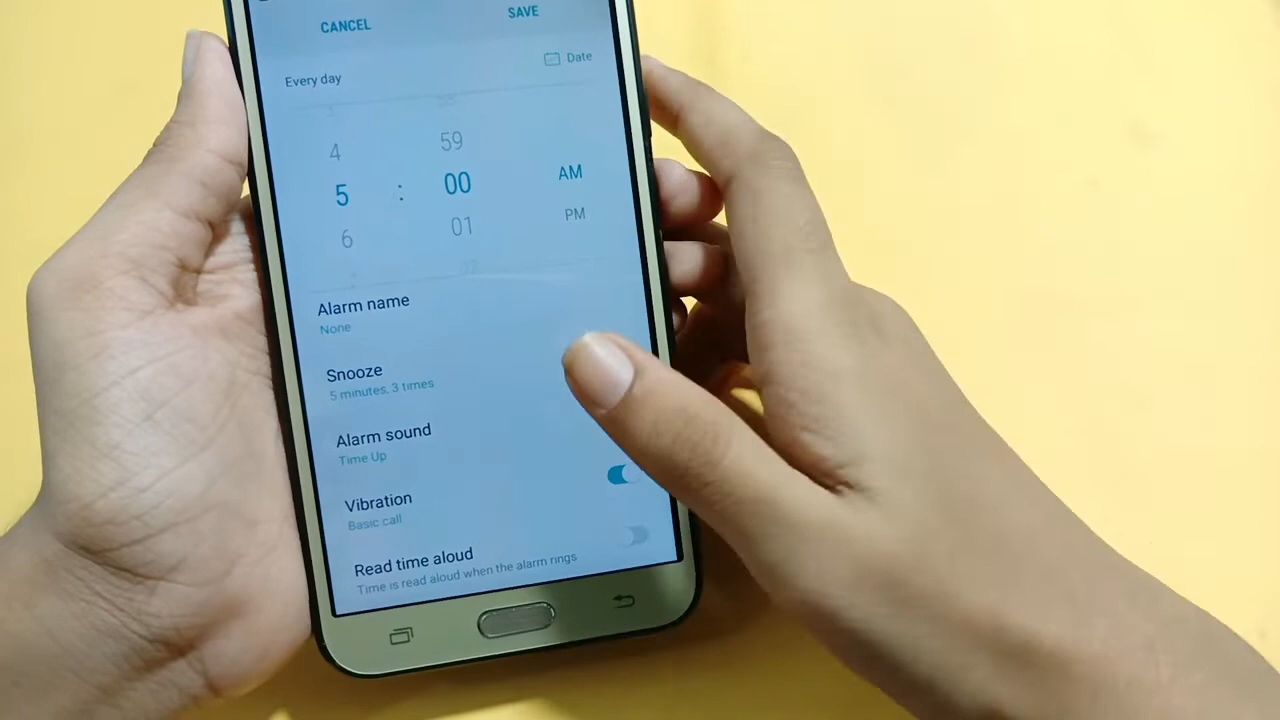 CANCEL SAVE
Every day Date
4 59
5 : 00 AM
6 01 PM
Alarm name
None
Snooze
5 minutes, 3 times
Alarm sound
Time Up
Vibration
Basic call
Read time aloud
Time is read aloud when the alarm rings